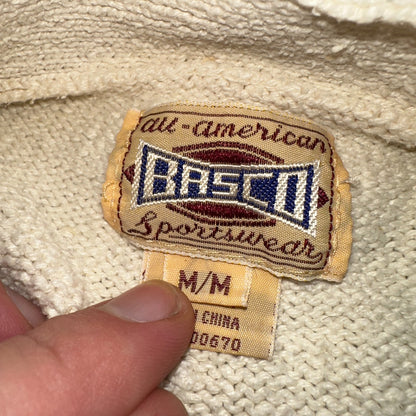 all-american
BASCO
Sportswear
M/M
CHINA
00670